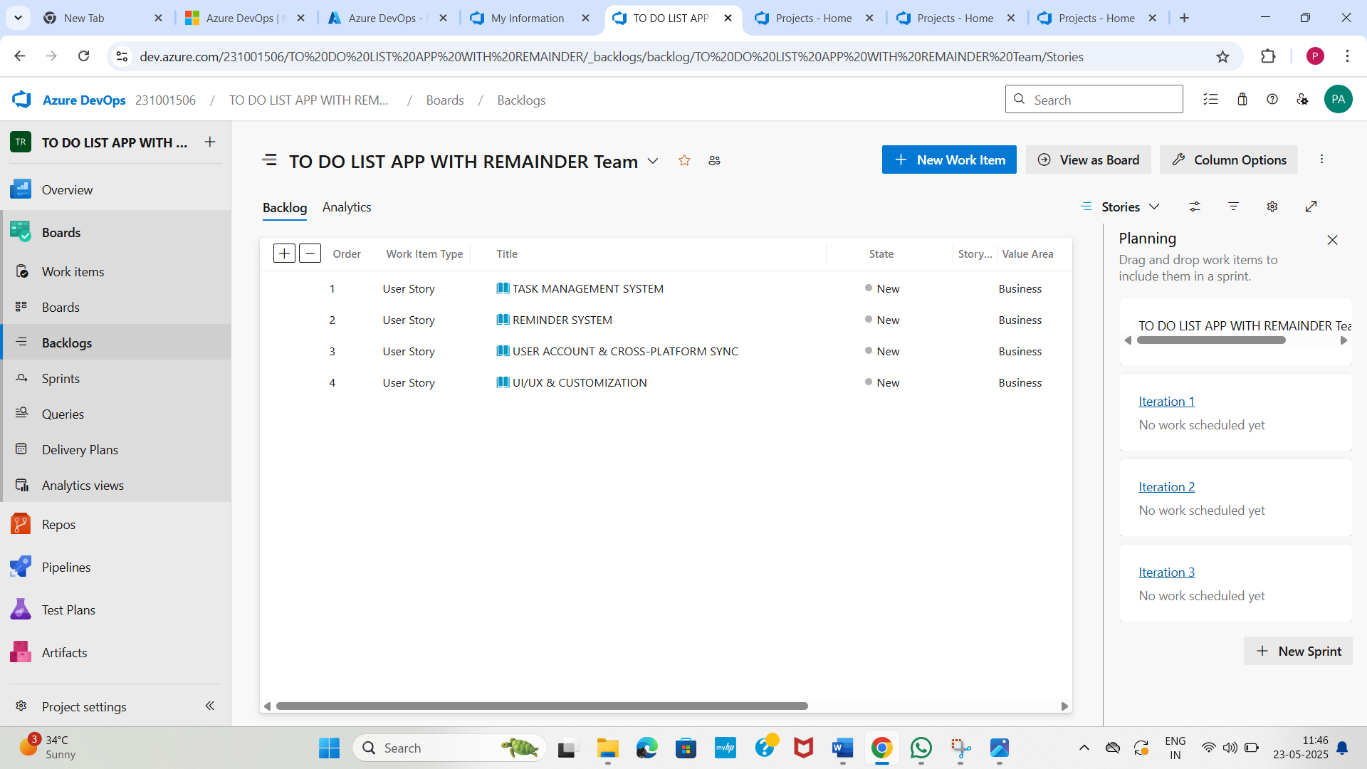 New Tab
Azure DevOps | M
Azure DevOps -
My Information
TO DO LIST APP
Projects - Home
Projects - Home
Projects - Home
dev.azure.com/231001506/TO%20DO%20LIST%20APP%20WITH%20REMAINDER/_backlogs/backlog/TO%20DO%20LIST%20APP%20WITH%20REMAINDER%20Team/Stories
P
Azure DevOps 231001506 / TO DO LIST APP WITH REM... / Boards / Backlogs
Search
PA
TR TO DO LIST APP WITH ...
Overview
Boards
Work items
Boards
Backlogs
Sprints
Queries
Delivery Plans
Analytics views
Repos
Pipelines
Test Plans
Artifacts
Project settings
TO DO LIST APP WITH REMAINDER Team
New Work Item
View as Board
Column Options
Backlog Analytics
Stories
Order Work Item Type Title State Story... Value Area
1 User Story TASK MANAGEMENT SYSTEM New Business
2 User Story REMINDER SYSTEM New Business
3 User Story USER ACCOUNT & CROSS-PLATFORM SYNC New Business
4 User Story UI/UX & CUSTOMIZATION New Business
Planning
Drag and drop work items to
include them in a sprint.
TO DO LIST APP WITH REMAINDER Tea
Iteration 1
No work scheduled yet
Iteration 2
No work scheduled yet
Iteration 3
No work scheduled yet
New Sprint
3
34°C
Sunny
Search
myhp
ENG
IN
11:46
23-05-2025